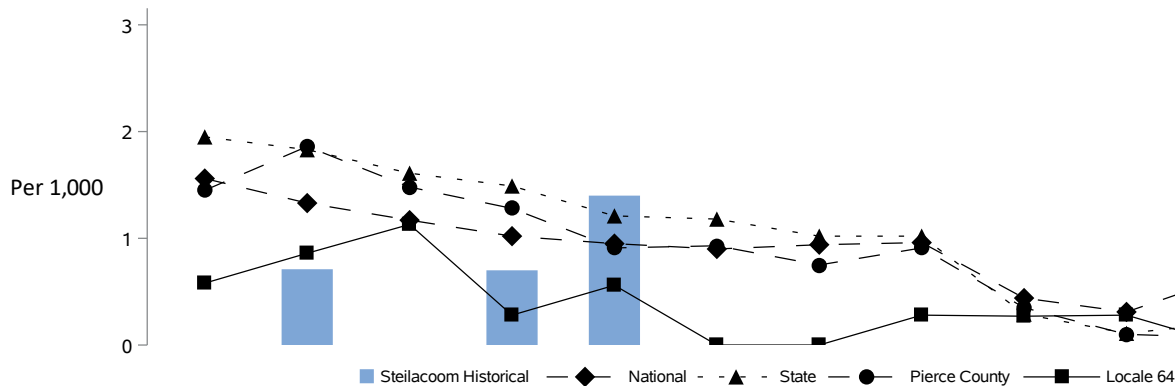 3
2
Per 1,000
1
0
Steilacoom Historical National State Pierce County Locale 64